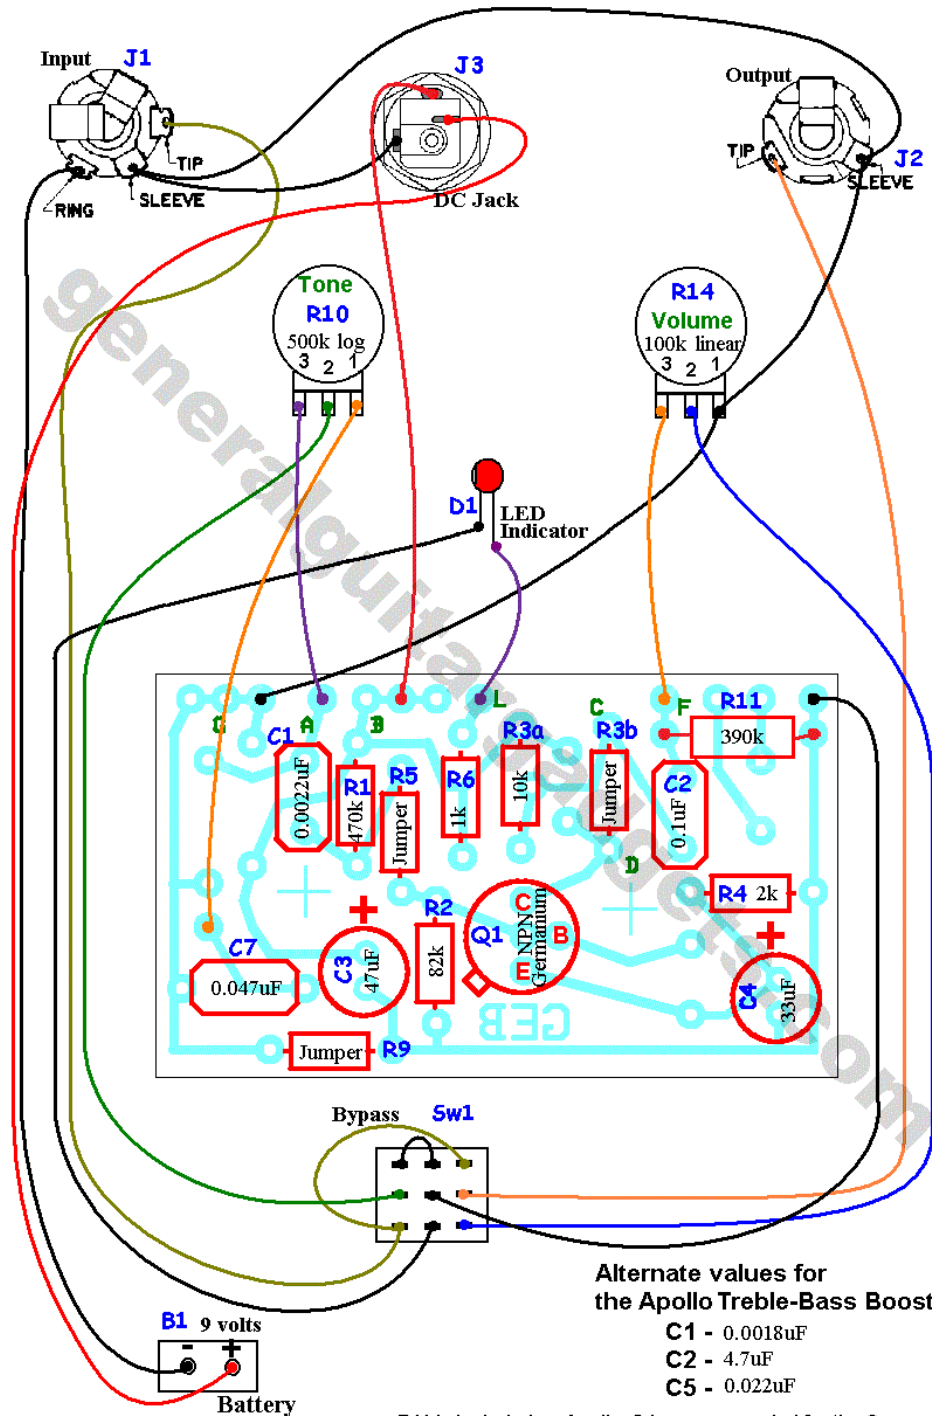 Input
J1
TIP
SLEEVE
RING
J3
DC Jack
Output
TIP
J2
SLEEVE
Tone
R10
500k log
3 2 1
R14
Volume
100k linear
3 2 1
D1
LED
Indicator
generalguitargadgets.com
G
A
B
L
C
F
D
C1
0.0022uF
R1
470k
R5
Jumper
R6
1k
R3a
10k
R3b
Jumper
C2
0.1uF
R11
390k
R4 2k
R2
82k
Q1
C
B
E
NPN
Germanium
+
C3
47uF
+
C4
33uF
C7
0.047uF
GEB
Jumper
R9
Bypass
Sw1
B1
9 volts
- +
Battery
Alternate values for
the Apollo Treble-Bass Boost
C1 - 0.0018uF
C2 - 4.7uF
C5 - 0.022uF